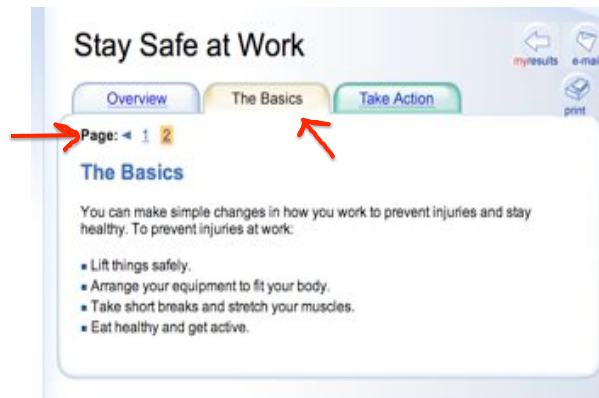 Stay Safe at Work
myresults e-mai
Overview The Basics Take Action
print
Page: 1 2
The Basics
You can make simple changes in how you work to prevent injuries and stay
healthy. To prevent injuries at work:
Lift things safely.
Arrange your equipment to fit your body.
Take short breaks and stretch your muscles.
Eat healthy and get active.